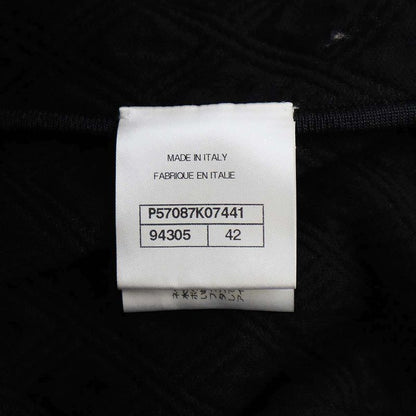 MADE IN ITALY
FABRIQUE EN ITALIE
P57087K07441
94305 42